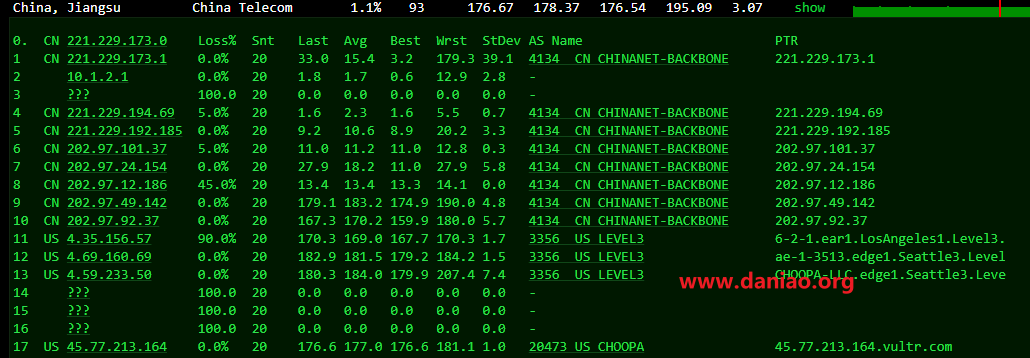 China, Jiangsu China Telecom 1.1% 93 176.67 178.37 176.54 195.09 3.07 show
0. CN 221.229.173.0 Loss% Snt Last Avg Best Wrst StDev AS Name PTR
1 CN 221.229.173.1 0.0% 20 33.0 15.4 3.2 179.3 39.1 4134 CN CHINANET-BACKBONE 221.229.173.1
2 10.1.2.1 0.0% 20 1.8 1.7 0.6 12.9 2.8 -
3 ??? 100.0 20 0.0 0.0 0.0 0.0 0.0 -
4 CN 221.229.194.69 5.0% 20 1.6 2.3 1.6 5.5 0.7 4134 CN CHINANET-BACKBONE 221.229.194.69
5 CN 221.229.192.185 0.0% 20 9.2 10.6 8.9 20.2 3.3 4134 CN CHINANET-BACKBONE 221.229.192.185
6 CN 202.97.101.37 5.0% 20 11.0 11.2 11.0 12.8 0.3 4134 CN CHINANET-BACKBONE 202.97.101.37
7 CN 202.97.24.154 0.0% 20 27.9 18.2 11.0 27.9 5.8 4134 CN CHINANET-BACKBONE 202.97.24.154
8 CN 202.97.12.186 45.0% 20 13.4 13.4 13.3 14.1 0.0 4134 CN CHINANET-BACKBONE 202.97.12.186
9 CN 202.97.49.142 0.0% 20 179.1 183.2 174.9 190.0 4.8 4134 CN CHINANET-BACKBONE 202.97.49.142
10 CN 202.97.92.37 0.0% 20 167.3 170.2 159.9 180.0 5.7 4134 CN CHINANET-BACKBONE 202.97.92.37
11 US 4.35.156.57 90.0% 20 170.3 169.0 167.7 170.3 1.7 3356 US LEVEL3 6-2-1.ear1.LosAngeles1.Level3.
12 US 4.69.160.69 0.0% 20 182.9 181.5 179.2 184.2 1.5 3356 US LEVEL3 ae-1-3513.edge1.Seattle3.Level
13 US 4.59.233.50 0.0% 20 180.3 184.0 179.9 207.4 7.4 3356 US LEVEL3 CHOOPA-LLC.edge1.Seattle3.Leve
www.daniao.org
14 ??? 100.0 20 0.0 0.0 0.0 0.0 0.0 -
15 ??? 100.0 20 0.0 0.0 0.0 0.0 0.0 -
16 ??? 100.0 20 0.0 0.0 0.0 0.0 0.0 -
17 US 45.77.213.164 0.0% 20 176.6 177.0 176.6 181.1 1.0 20473 US CHOOPA 45.77.213.164.vultr.com